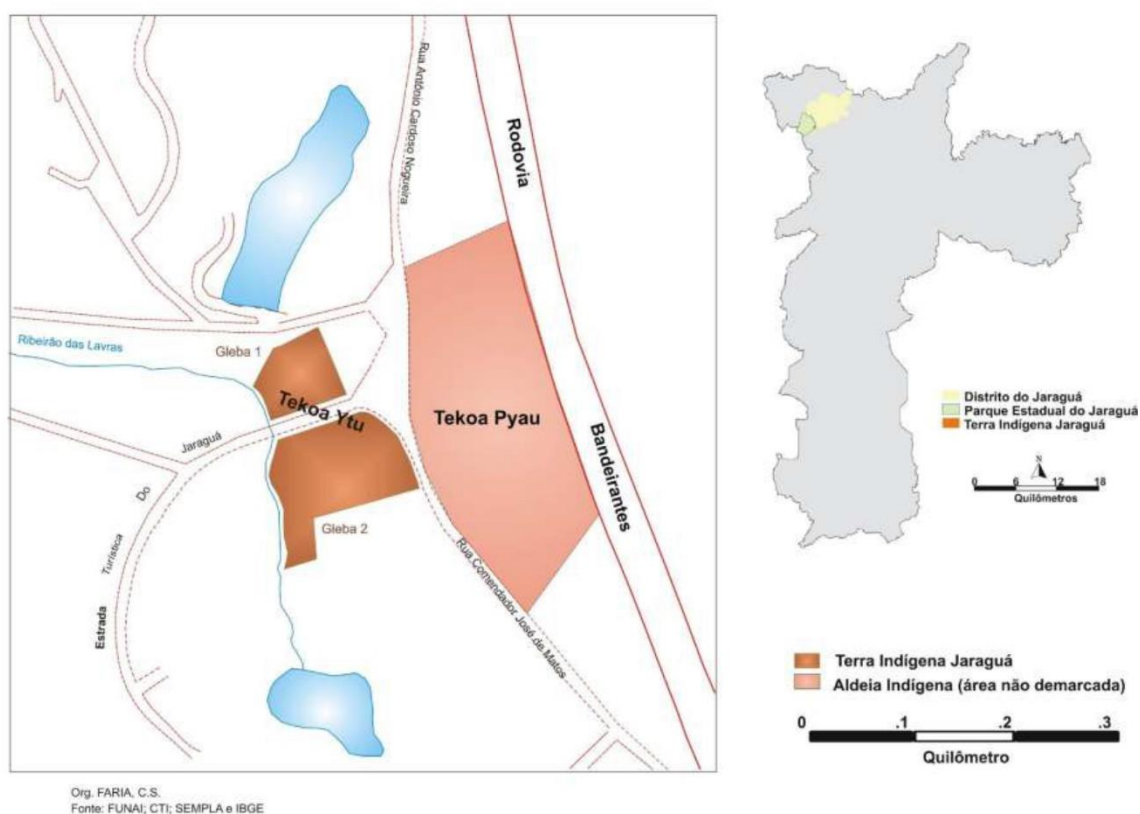 Rua Antônio Cardoso Nogueira
Rodovia
Ribeirão das Lavras
Gleba 1
Tekoa Ytu
Tekoa Pyau
Bandeirantes
Jaraguá
Do
Turística
Estrada
Gleba 2
Rua Comendador José de Matos
Distrito do Jaraguá
Parque Estadual do Jaraguá
Terra Indígena Jaraguá
N
0 6 12 18
Quilômetros
Terra Indígena Jaraguá
Aldeia Indígena (área não demarcada)
0 .1 .2 .3
Quilômetro
Org. FARIA, C.S.
Fonte: FUNAI; CTI; SEMPLA e IBGE